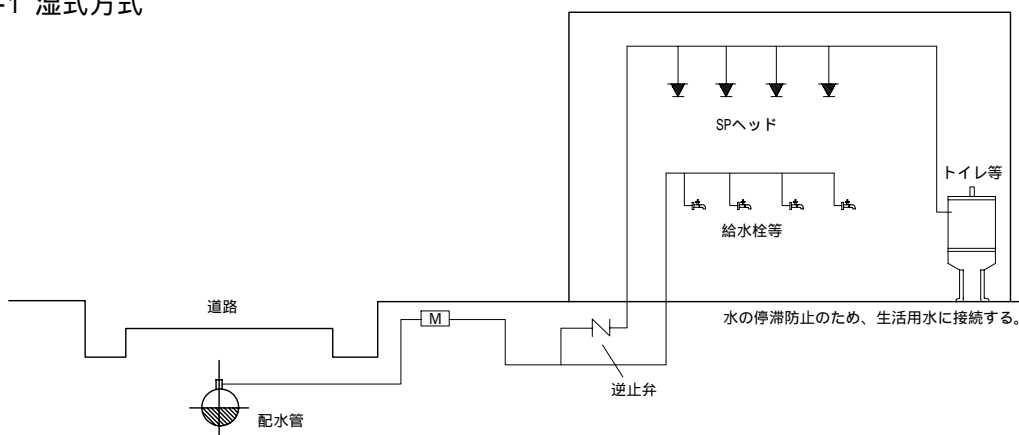 -1 湿式方式
SPヘッド
トイレ等
給水栓等
道路
M
水の停滞防止のため、生活用水に接続する。
逆止弁
配水管